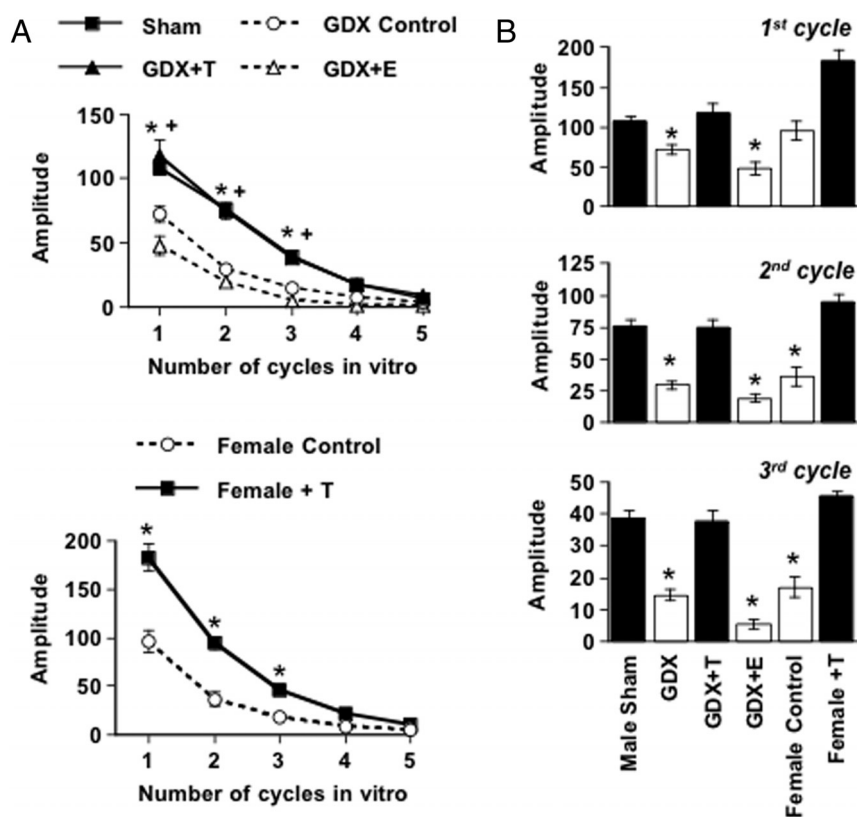 A
Sham GDX Control
GDX+T GDX+E
150
100
50
0
Amplitude
* +
* +
* +
1 2 3 4 5
Number of cycles in vitro
Female Control
Female + T
200
150
100
50
0
Amplitude
*
*
*
1 2 3 4 5
Number of cycles in vitro
B
1st cycle
200
150
100
50
0
Amplitude
* *
2nd cycle
125
100
75
50
25
0
Amplitude
* * *
3rd cycle
50
40
30
20
10
0
Amplitude
* * *
Male Sham
GDX
GDX+T
GDX+E
Female Control
Female +T